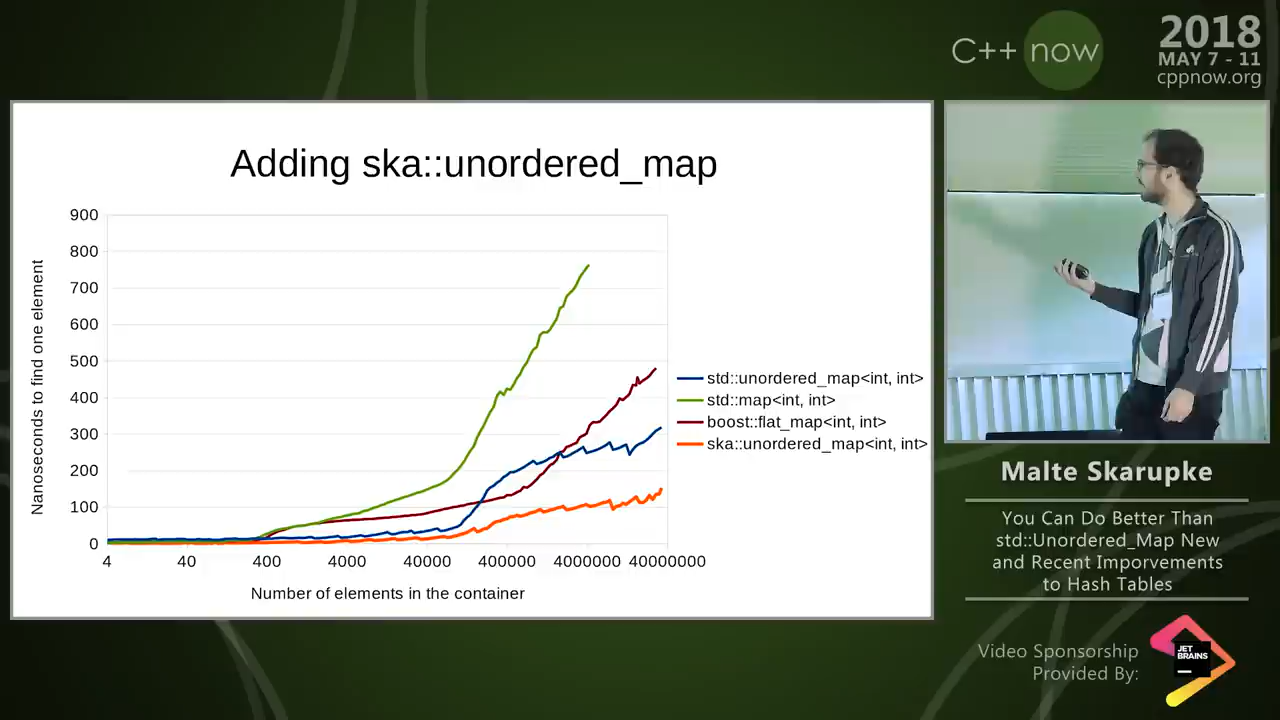 C++ now
2018
MAY 7 - 11
cppnow.org
Adding ska::unordered_map
900
800
700
600
500
400
300
200
100
0
Nanoseconds to find one element
4 40 400 4000 40000 400000 4000000 40000000
Number of elements in the container
std::unordered_map<int, int>
std::map<int, int>
boost::flat_map<int, int>
ska::unordered_map<int, int>
Malte Skarupke
You Can Do Better Than
std::Unordered_Map New
and Recent Imporvements
to Hash Tables
Video Sponsorship
Provided By:
JET
BRAINS